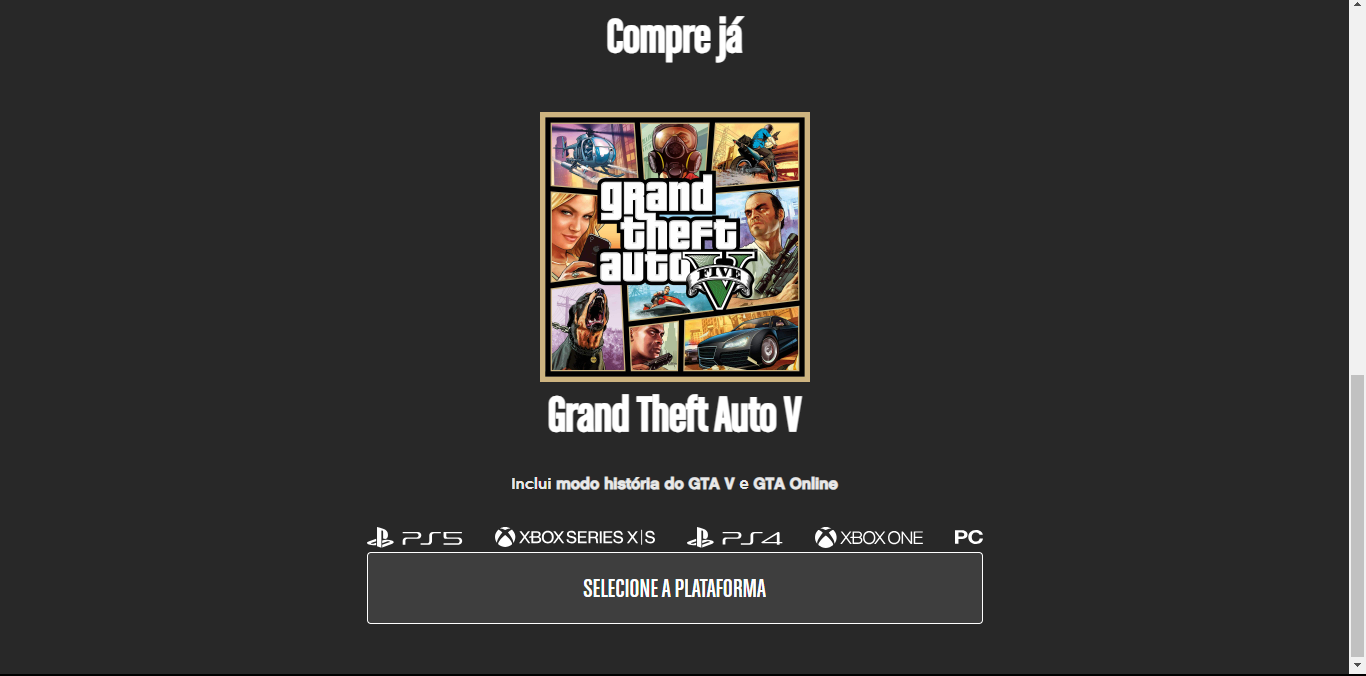 Compre já
grand
theft
auto V
FIVE
Grand Theft Auto V
Inclui modo história do GTA V e GTA Online
PS5 XBOX SERIES X|S PS4 XBOX ONE PC
SELECIONE A PLATAFORMA